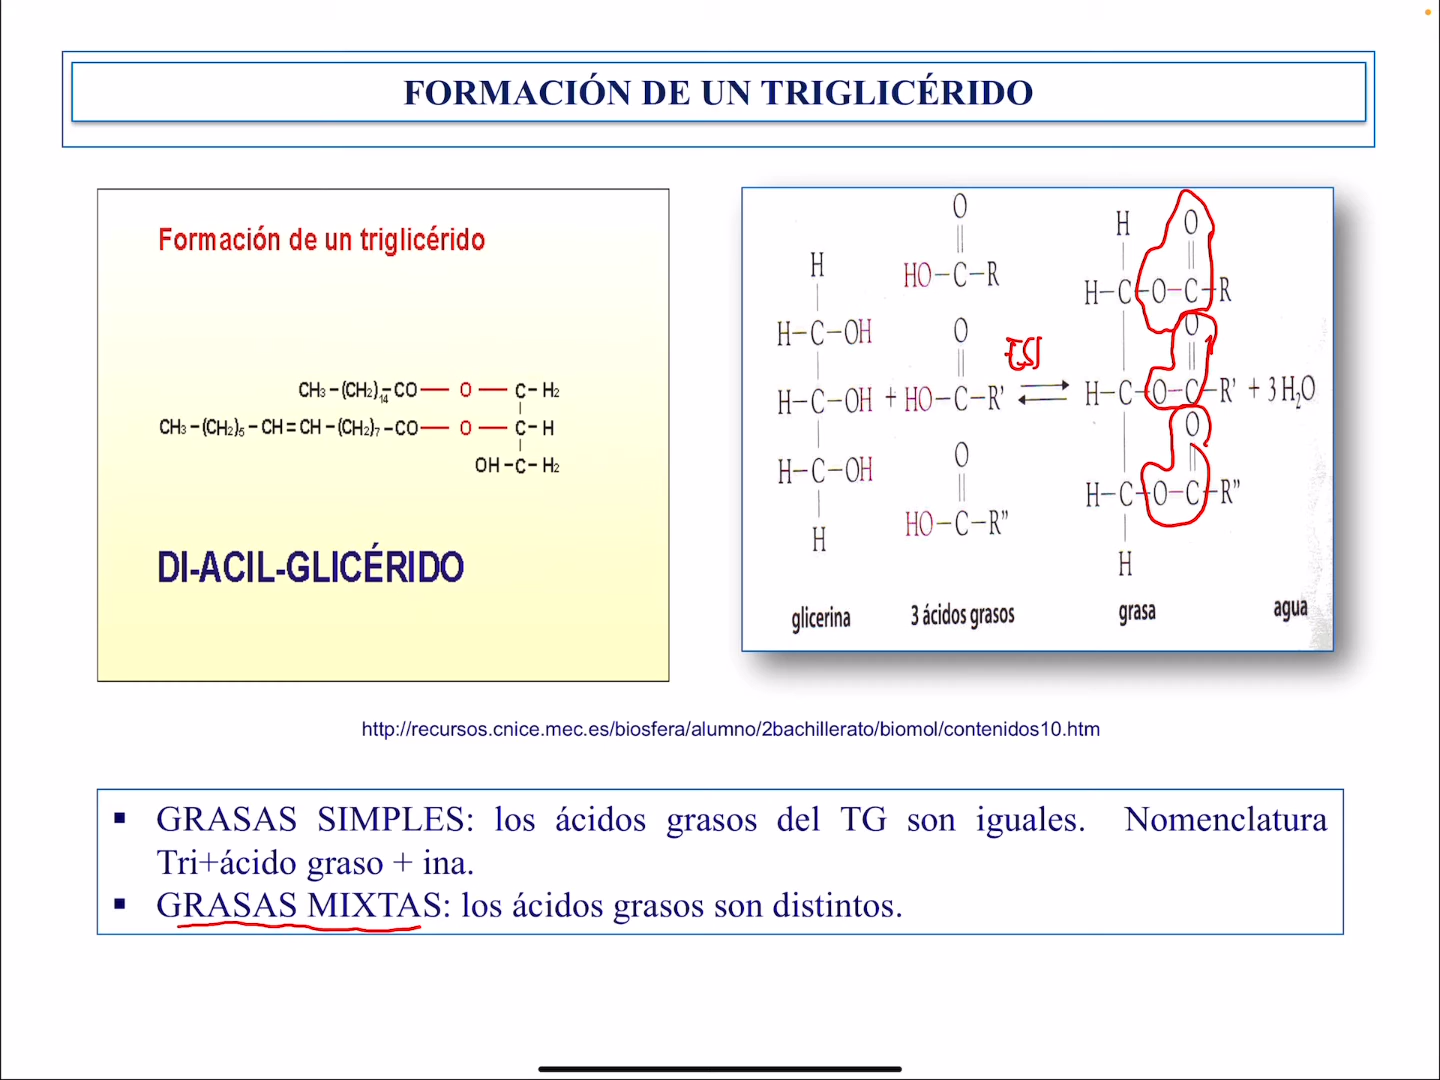 FORMACIÓN DE UN TRIGLICÉRIDO
Formación de un triglicérido
CH3 –(CH2)14–CO — O — C – H2
CH3 –(CH2)5 – CH = CH –(CH2)7 –CO — O — C – H
OH – C – H2
DI-ACIL-GLICÉRIDO
O
H
O
H
HO–C–R
H–C–O–C–R
H–C–OH
O
O
EST
H–C–OH + HO–C–R’
H–C–O–C–R’ + 3 H2O
O
O
H–C–OH
H–C–O–C–R”
HO–C–R”
H
H
glicerina
3 ácidos grasos
grasa
agua
http://recursos.cnice.mec.es/biosfera/alumno/2bachillerato/biomol/contenidos10.htm
▪ GRASAS SIMPLES: los ácidos grasos del TG son iguales. Nomenclatura
Tri+ácido graso + ina.
▪ GRASAS MIXTAS: los ácidos grasos son distintos.